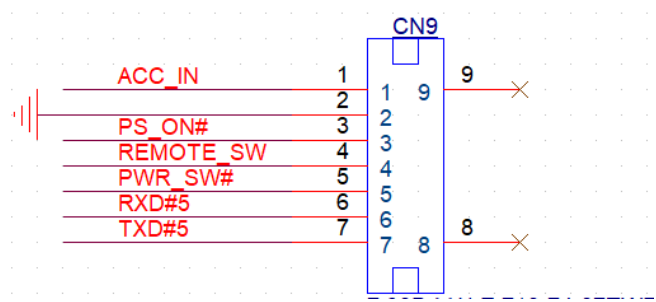 CN9
ACC_IN 1 1 9 9
2 2
PS_ON# 3 3
REMOTE_SW 4 4
PWR_SW# 5 5
RXD#5 6 6
TXD#5 7 7 8 8